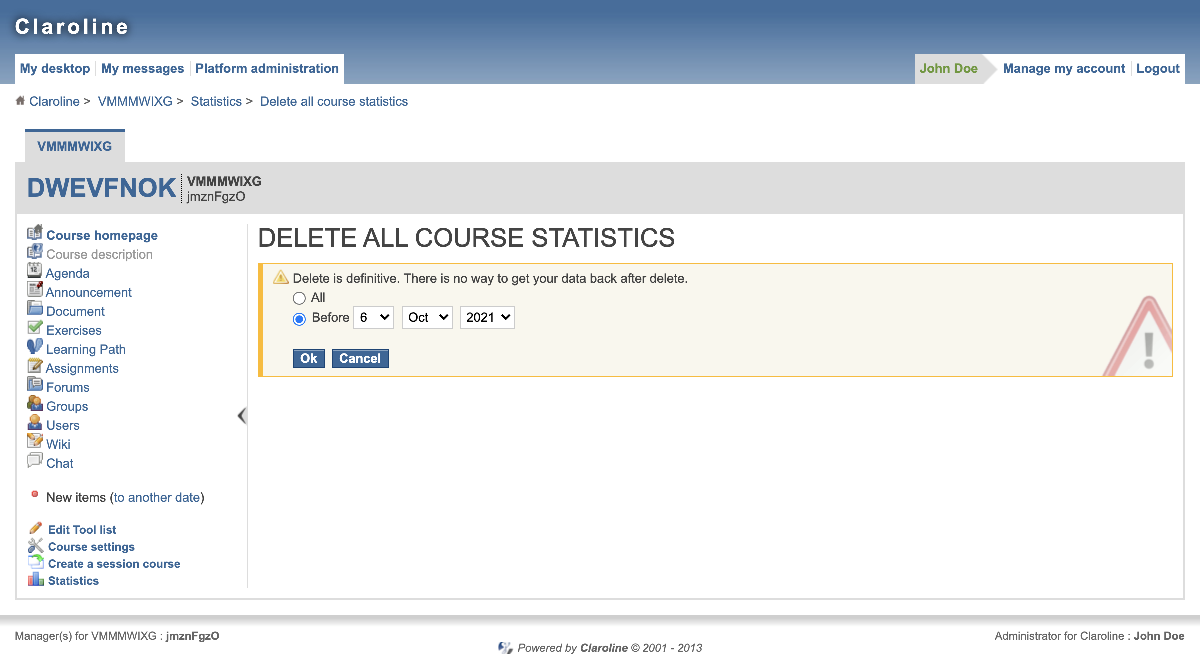 Claroline
My desktop My messages Platform administration
John Doe Manage my account Logout
Claroline > VMMMWIXG > Statistics > Delete all course statistics
VMMMWIXG
DWEVFNOK
VMMMWIXG
jmznFgzO
Course homepage
Course description
Agenda
Announcement
Document
Exercises
Learning Path
Assignments
Forums
Groups
Users
Wiki
Chat
New items (to another date)
Edit Tool list
Course settings
Create a session course
Statistics
DELETE ALL COURSE STATISTICS
Delete is definitive. There is no way to get your data back after delete.
All
Before 6 Oct 2021
Ok Cancel
Manager(s) for VMMMWIXG : jmznFgzO
Powered by Claroline © 2001 - 2013
Administrator for Claroline : John Doe